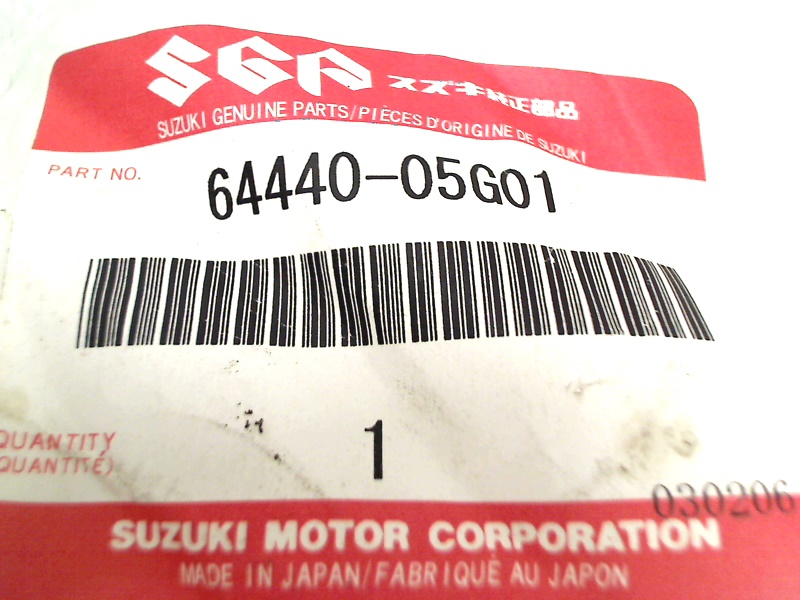 SGP スズキ純正部品
SUZUKI GENUINE PARTS/PIÈCES D'ORIGINE DE SUZUKI
PART NO. 64440-05G01
QUANTITY 1
(QUANTITÉ)
030206
SUZUKI MOTOR CORPORATION
MADE IN JAPAN/FABRIQUÉ AU JAPON